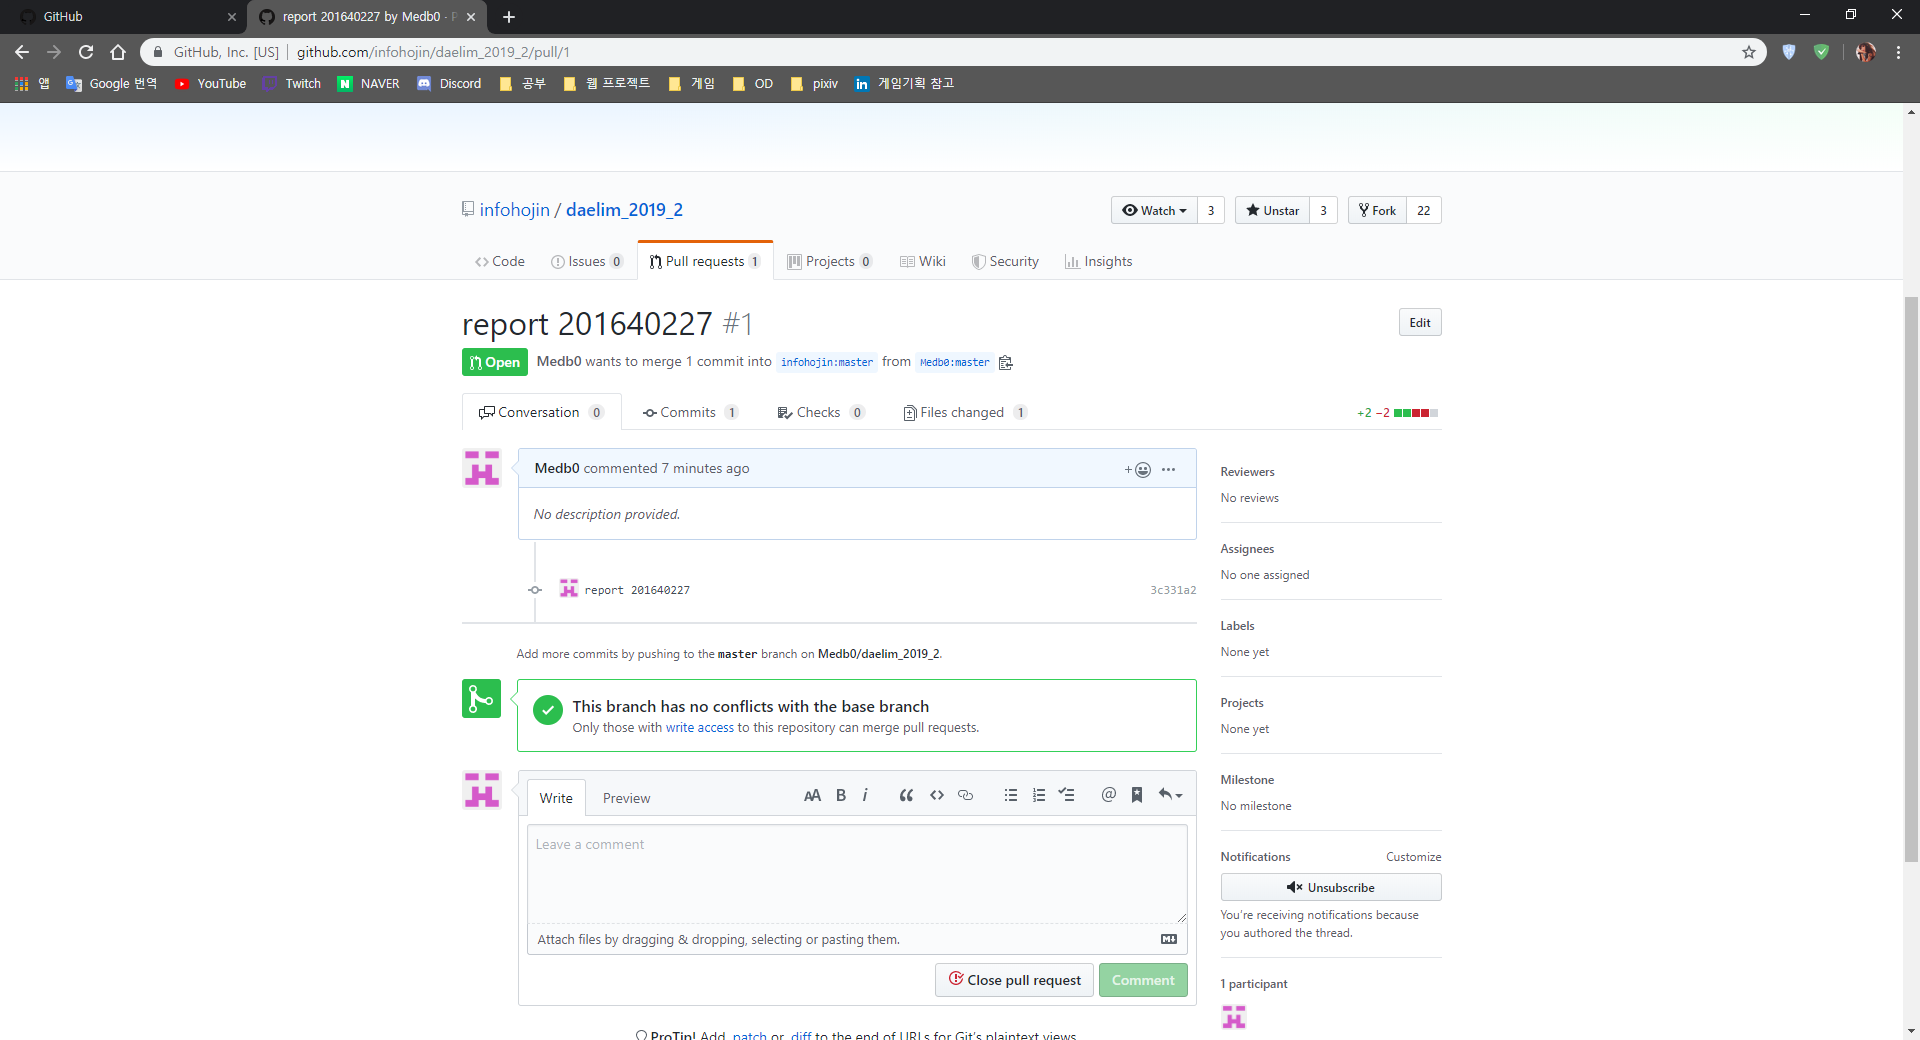 GitHub
report 201640227 by Medb0 · P
GitHub, Inc. [US] | github.com/infohojin/daelim_2019_2/pull/1
앱 Google 번역 YouTube Twitch NAVER Discord 공부 웹 프로젝트 게임 OD pixiv 게임기획 참고
infohojin / daelim_2019_2
Watch 3 Unstar 3 Fork 22
Code Issues 0 Pull requests 1 Projects 0 Wiki Security Insights
report 201640227 #1
Edit
Open Medb0 wants to merge 1 commit into infohojin:master from Medb0:master
Conversation 0 Commits 1 Checks 0 Files changed 1 +2 −2
Medb0 commented 7 minutes ago
No description provided.
report 201640227 3c331a2
Add more commits by pushing to the master branch on Medb0/daelim_2019_2.
This branch has no conflicts with the base branch
Only those with write access to this repository can merge pull requests.
Write Preview
Leave a comment
Attach files by dragging & dropping, selecting or pasting them.
Close pull request Comment
ProTip! Add .patch or .diff to the end of URLs for Git's plaintext views.
Reviewers
No reviews
Assignees
No one assigned
Labels
None yet
Projects
None yet
Milestone
No milestone
Notifications Customize
Unsubscribe
You're receiving notifications because
you authored the thread.
1 participant